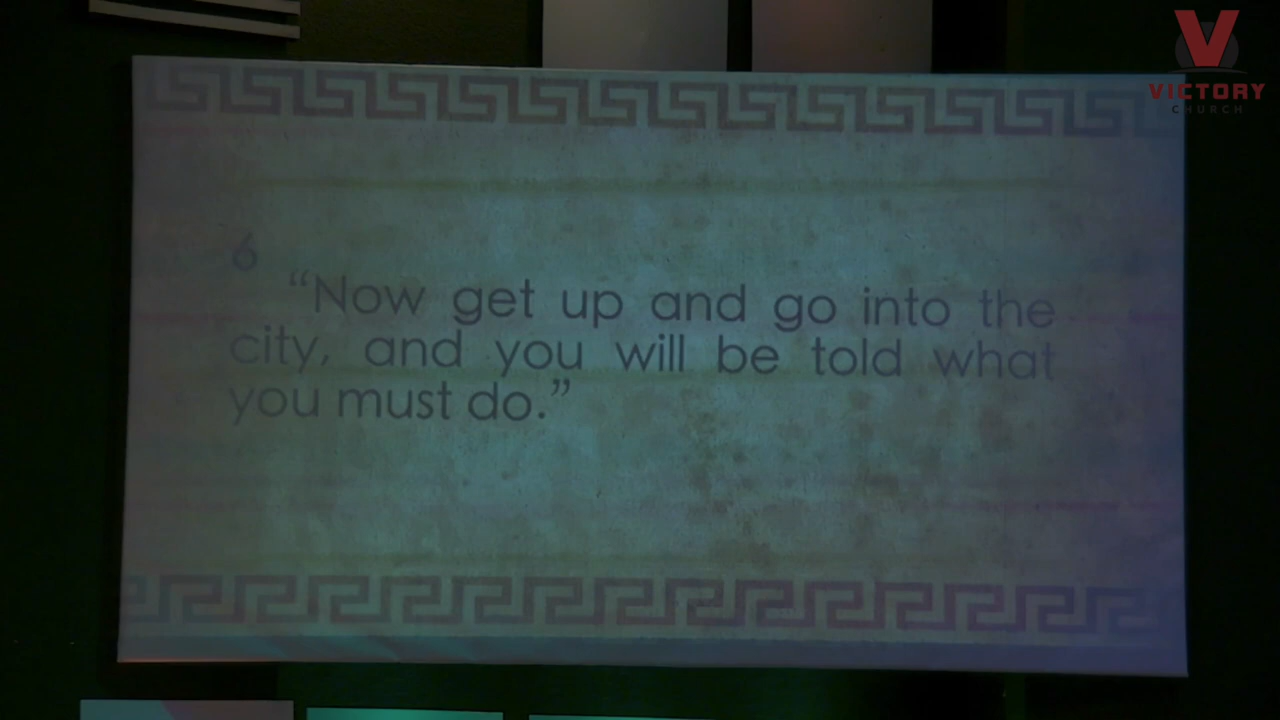 VICTORY
CHURCH
6
“Now get up and go into the
city, and you will be told what
you must do.”